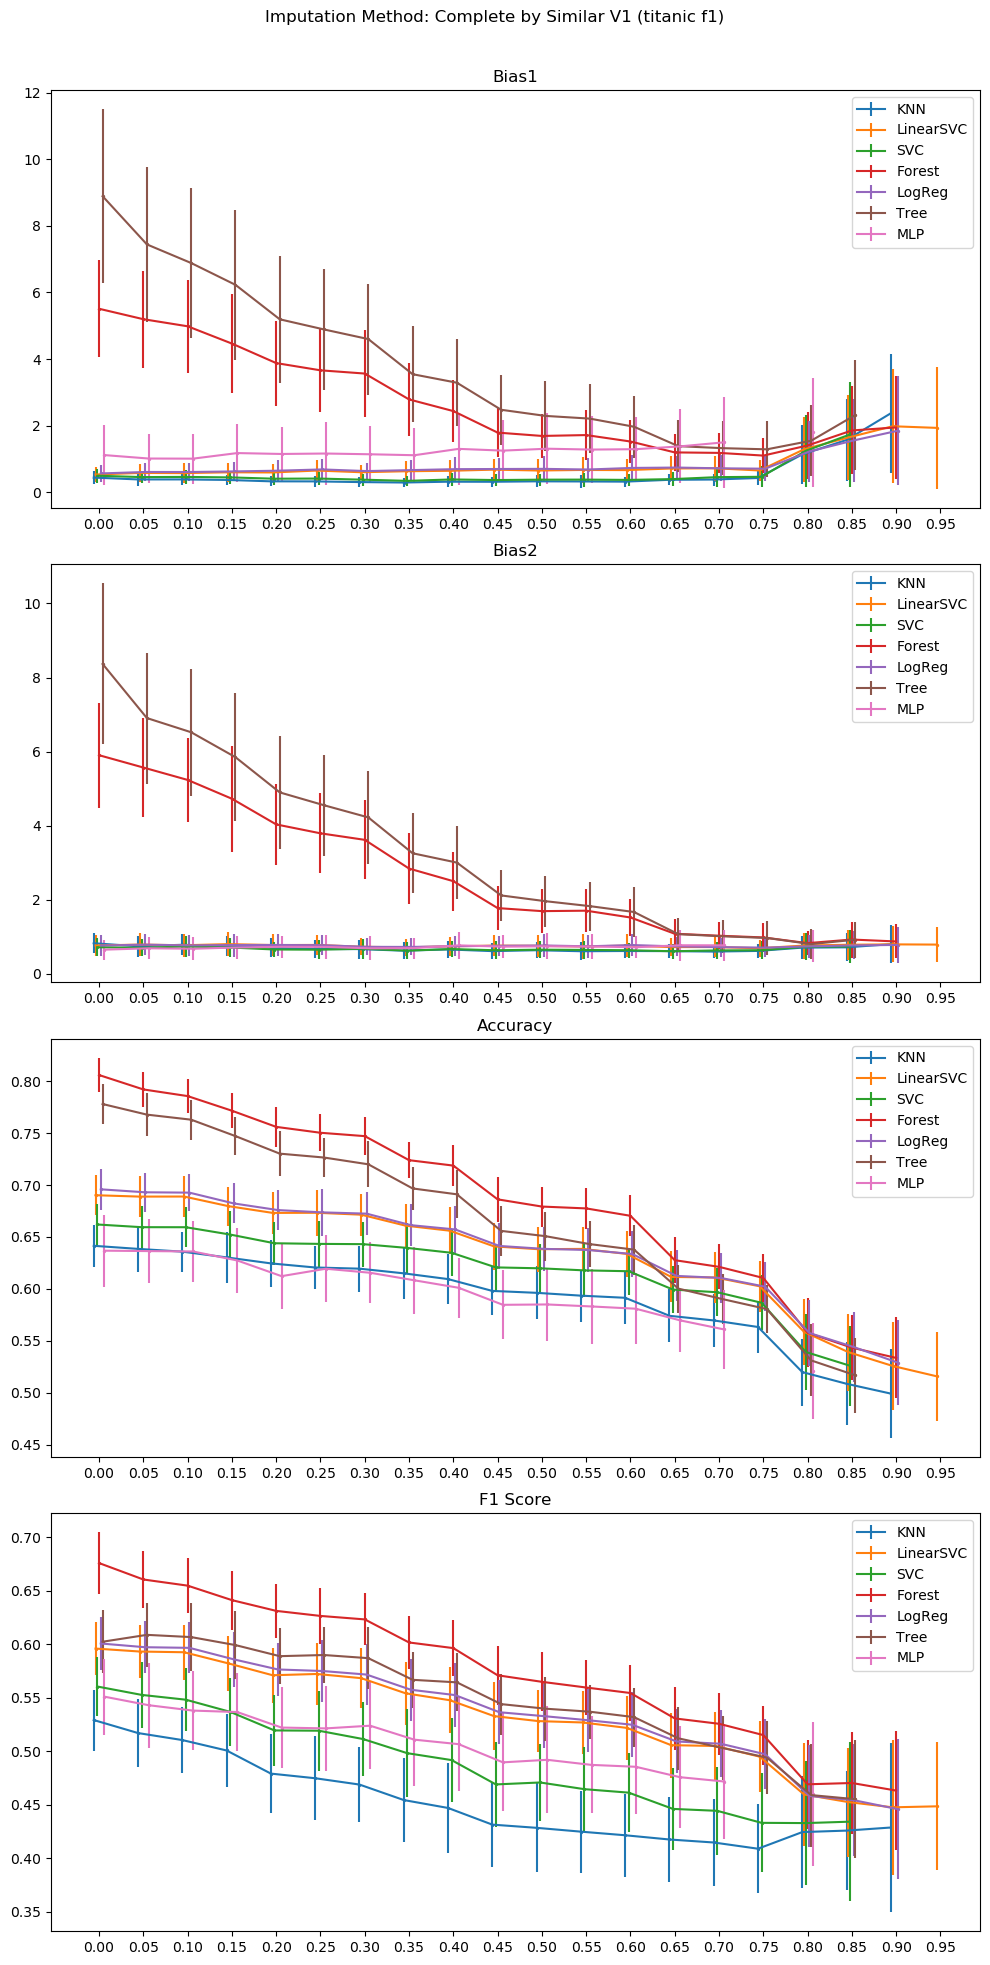 Imputation Method: Complete by Similar V1 (titanic f1)
Bias1
12
10
8
6
4
2
0
KNN
LinearSVC
SVC
Forest
LogReg
Tree
MLP
0.00 0.05 0.10 0.15 0.20 0.25 0.30 0.35 0.40 0.45 0.50 0.55 0.60 0.65 0.70 0.75 0.80 0.85 0.90 0.95
Bias2
10
8
6
4
2
0
KNN
LinearSVC
SVC
Forest
LogReg
Tree
MLP
0.00 0.05 0.10 0.15 0.20 0.25 0.30 0.35 0.40 0.45 0.50 0.55 0.60 0.65 0.70 0.75 0.80 0.85 0.90 0.95
Accuracy
0.80
0.75
0.70
0.65
0.60
0.55
0.50
0.45
KNN
LinearSVC
SVC
Forest
LogReg
Tree
MLP
0.00 0.05 0.10 0.15 0.20 0.25 0.30 0.35 0.40 0.45 0.50 0.55 0.60 0.65 0.70 0.75 0.80 0.85 0.90 0.95
F1 Score
0.70
0.65
0.60
0.55
0.50
0.45
0.40
0.35
KNN
LinearSVC
SVC
Forest
LogReg
Tree
MLP
0.00 0.05 0.10 0.15 0.20 0.25 0.30 0.35 0.40 0.45 0.50 0.55 0.60 0.65 0.70 0.75 0.80 0.85 0.90 0.95